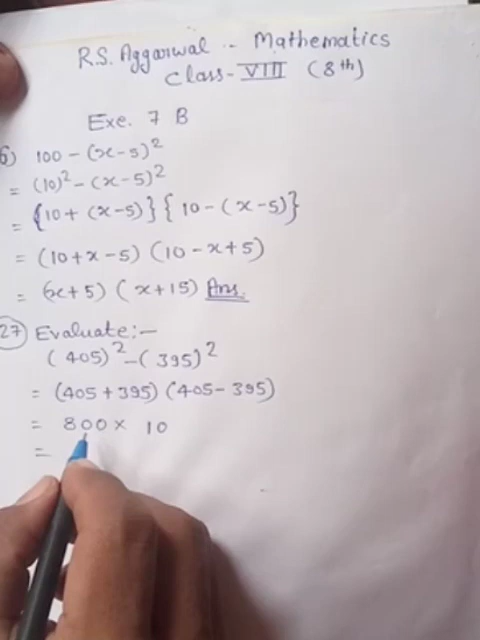 R.S. Aggarwal :- Mathematics
Class- VIII (8th)
Exe. 7 B
6) 100 - (x-5)²
= (10)² - (x-5)²
= {10 + (x-5)} {10 - (x-5)}
= (10+x-5) (10-x+5)
= (x+5) (x+15) Ans.
27) Evaluate:-
(405)² - (395)²
= (405+395) (405-395)
= 800 × 10
=